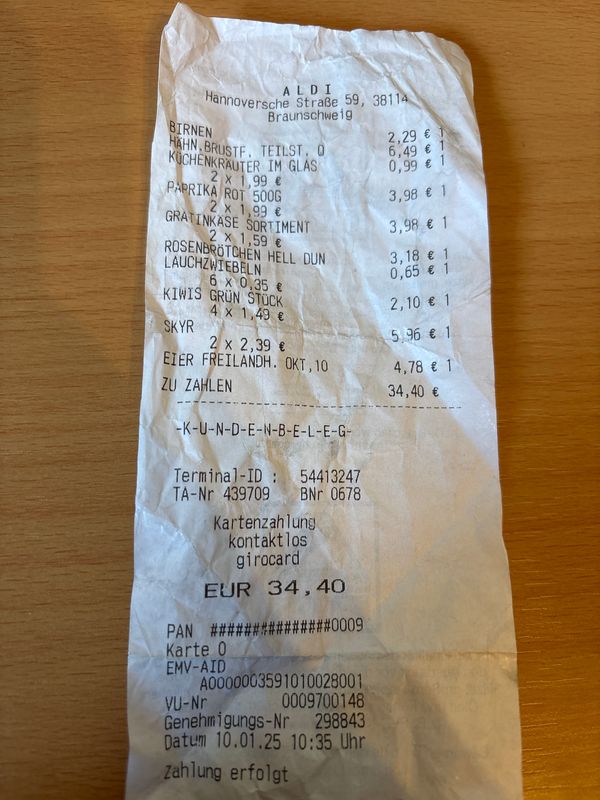 ALDI
Hannoversche Straße 59, 38114
Braunschweig
BIRNEN 2,29 € 1
HÄHN.BRUSTF. TEILST. O 6,49 € 1
KÜCHENKRÄUTER IM GLAS 0,99 € 1
2 x 1,99 €
PAPRIKA ROT 500G 3,98 € 1
2 x 1,99 €
GRATINKÄSE SORTIMENT 3,98 € 1
2 x 1,59 €
ROSENBRÖTCHEN HELL DUN 3,18 € 1
LAUCHZWIEBELN 0,65 € 1
6 x 0,35 €
KIWIS GRÜN STÜCK 2,10 € 1
4 x 1,49 €
SKYR 5,96 € 1
2 x 2,39 €
EIER FREILANDH. OKT,10 4,78 € 1
ZU ZAHLEN 34,40 €
-K-U-N-D-E-N-B-E-L-E-G-
Terminal-ID : 54413247
TA-Nr 439709 BNr 0678
Kartenzahlung
kontaktlos
girocard
EUR 34,40
PAN ###############0009
Karte 0
EMV-AID
A0000003591010028001
VU-Nr 0009700148
Genehmigungs-Nr 298843
Datum 10.01.25 10:35 Uhr
Zahlung erfolgt